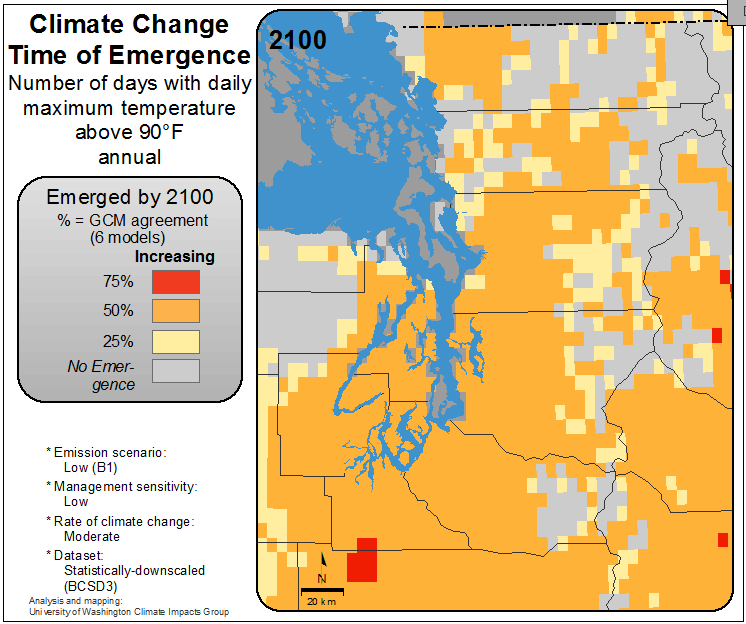 Climate Change
Time of Emergence
Number of days with daily
maximum temperature
above 90°F
annual
Emerged by 2100
% = GCM agreement
(6 models)
Increasing
75%
50%
25%
No Emer-
gence
* Emission scenario:
Low (B1)
* Management sensitivity:
Low
* Rate of climate change:
Moderate
* Dataset:
Statistically-downscaled
(BCSD3)
Analysis and mapping:
University of Washington Climate Impacts Group
2100
N
20 km